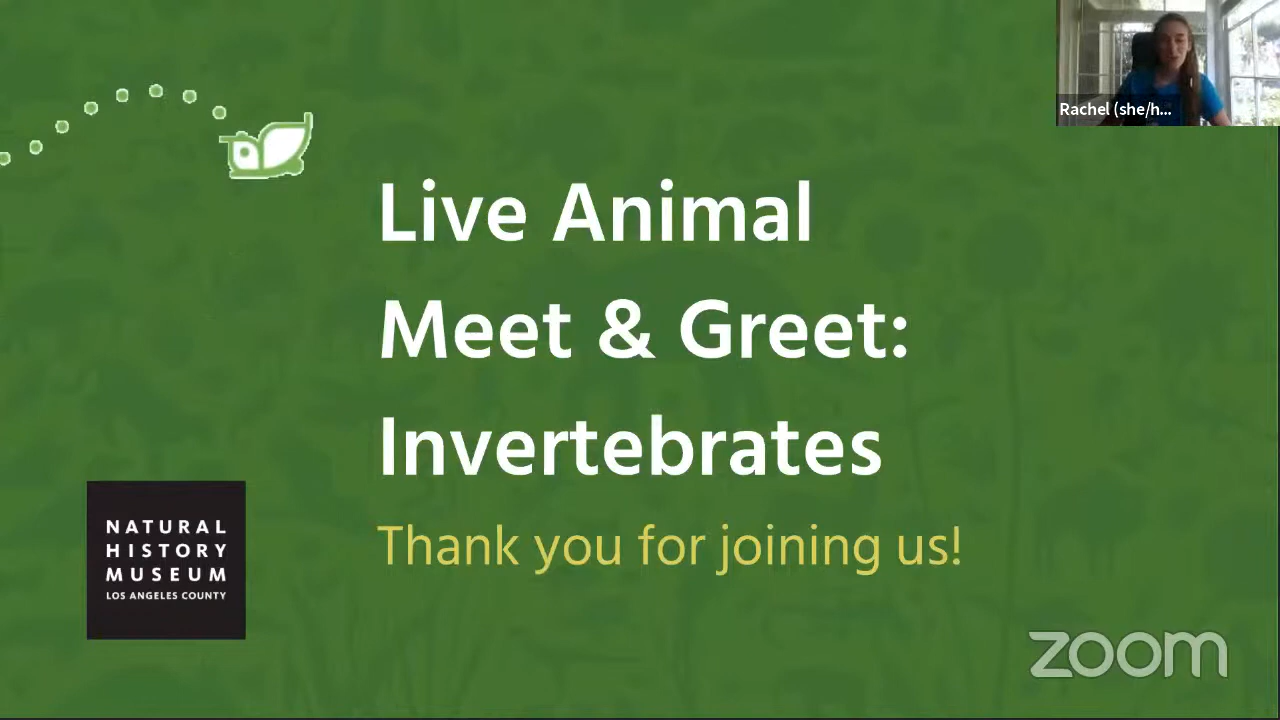 Rachel (she/h...
Live Animal
Meet & Greet:
Invertebrates
Thank you for joining us!
NATURAL
HISTORY
MUSEUM
LOS ANGELES COUNTY
zoom